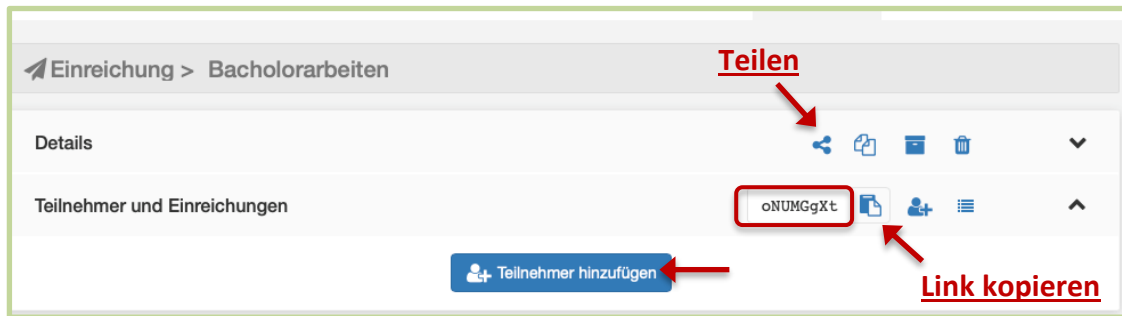 Teilen
Einreichung > Bacholorarbeiten
Details
Teilnehmer und Einreichungen
oNUMGgXt
Teilnehmer hinzufügen
Link kopieren